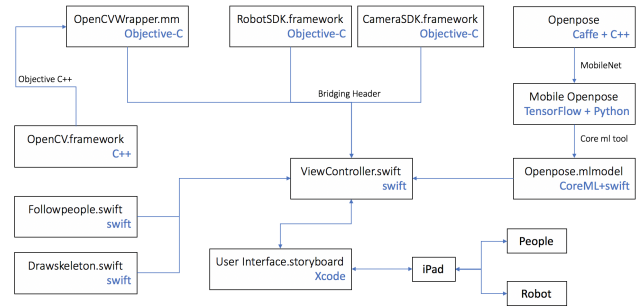 OpenCVWrapper.mm
Objective-C
RobotSDK.framework
Objective-C
CameraSDK.framework
Objective-C
Openpose
Caffe + C++
Objective C++
Bridging Header
MobileNet
Mobile Openpose
TensorFlow + Python
OpenCV.framework
C++
Core ml tool
ViewController.swift
swift
Openpose.mlmodel
CoreML+swift
Followpeople.swift
swift
Drawskeleton.swift
swift
User Interface.storyboard
Xcode
iPad
People
Robot